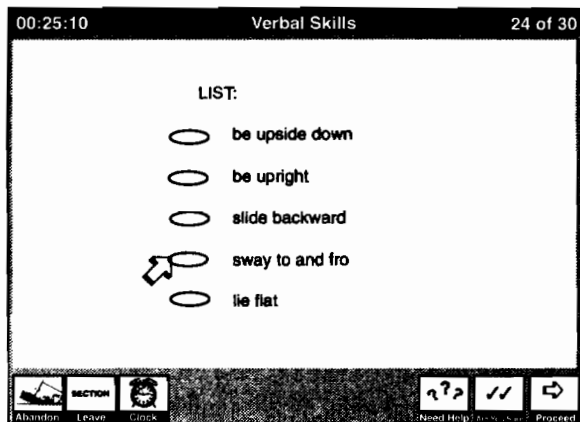 00:25:10 Verbal Skills 24 of 30
LIST:
be upside down
be upright
slide backward
sway to and fro
lie flat
SECTION
Abandon Leave Clock Need Help Proceed